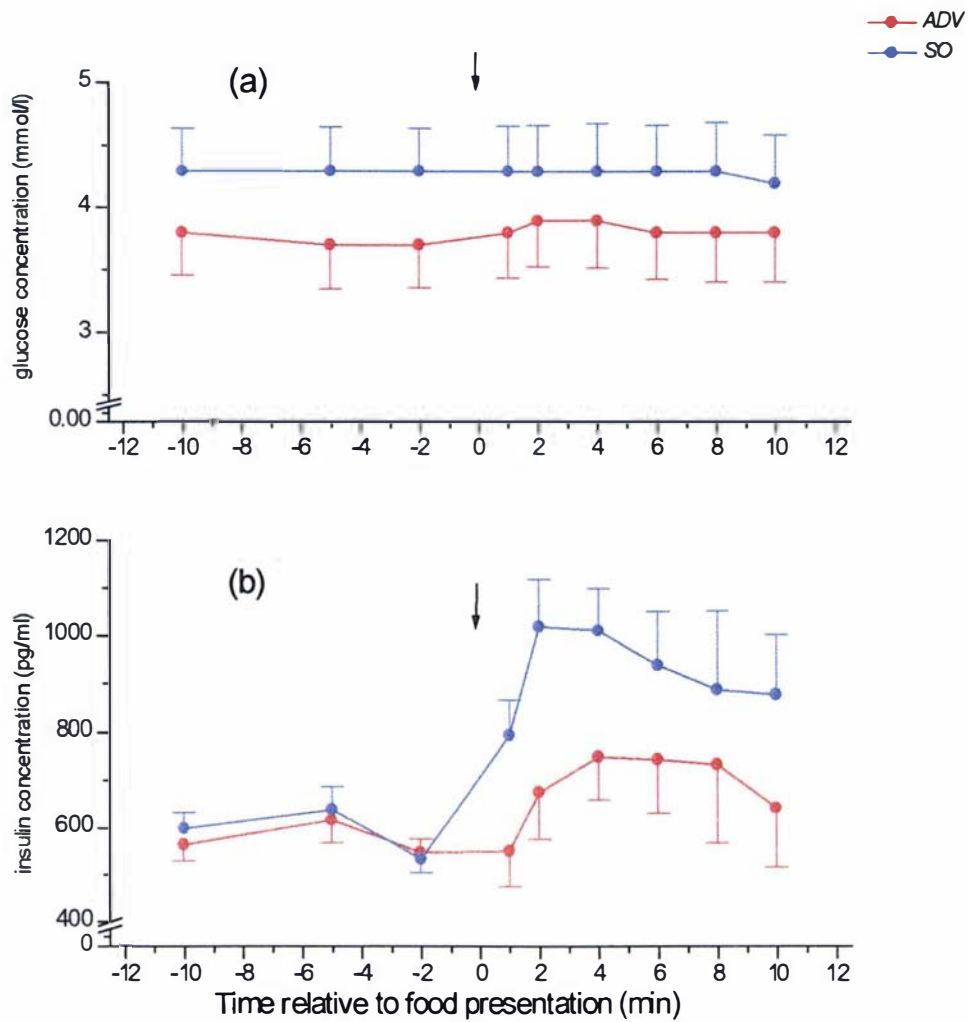 ADV
SO
(a)
glucose concentration (mmol/l)
5
4
3
0.00
-12 -10 -8 -6 -4 -2 0 2 4 6 8 10 12
(b)
insulin concentration (pg/ml)
1200
1000
800
600
400
0
-12 -10 -8 -6 -4 -2 0 2 4 6 8 10 12
Time relative to food presentation (min)